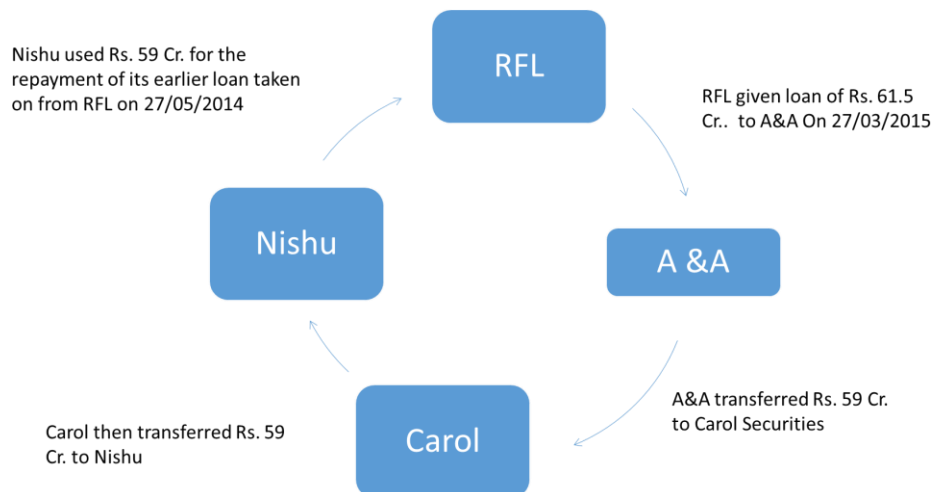 RFL
RFL given loan of Rs. 61.5
Cr.. to A&A On 27/03/2015
A &A
A&A transferred Rs. 59 Cr.
to Carol Securities
Carol
Carol then transferred Rs. 59
Cr. to Nishu
Nishu
Nishu used Rs. 59 Cr. for the
repayment of its earlier loan taken
on from RFL on 27/05/2014